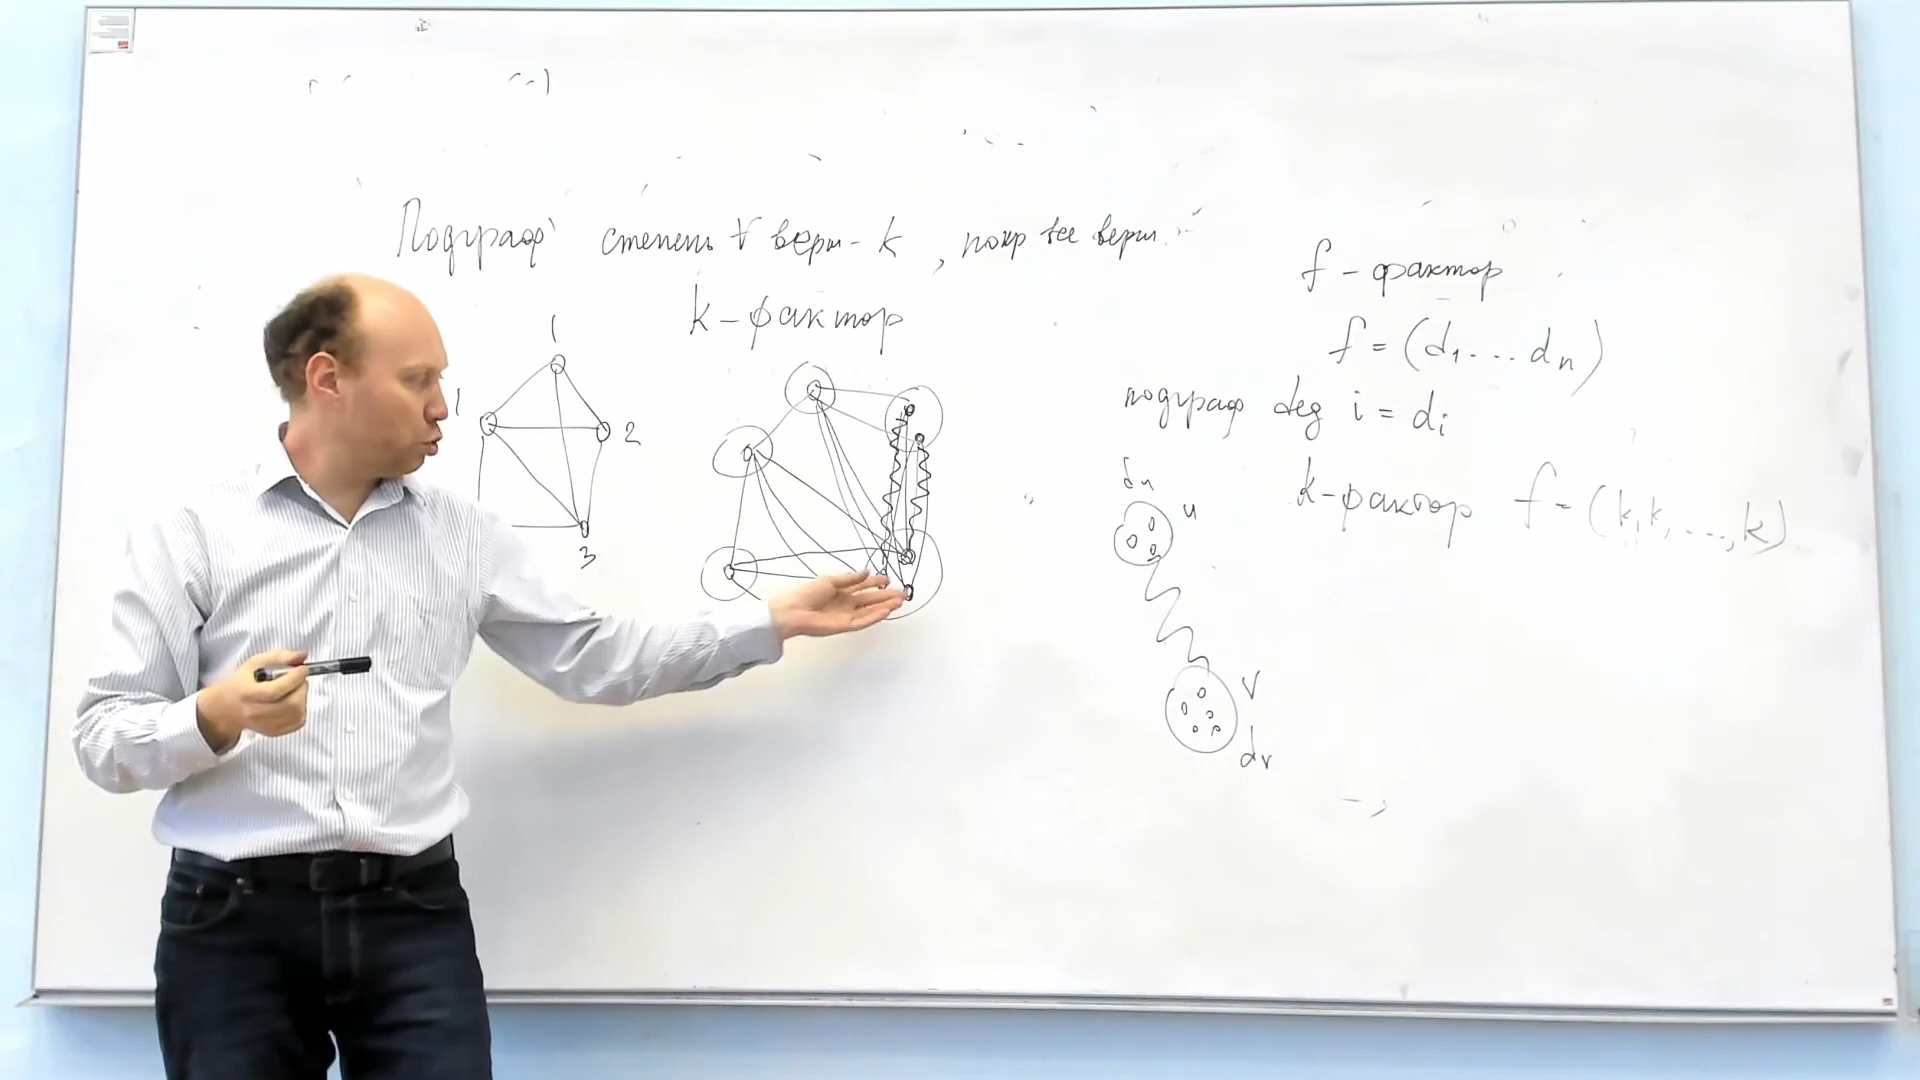 Подграф степень ∀ верш - k, покр все верш.
k-фактор
1
1
2
3
f-фактор
f = (d₁ ... dₙ)
подграф deg i = dᵢ
k-фактор f = (k, k, ..., k)
dᵤ
u
v
dᵥ